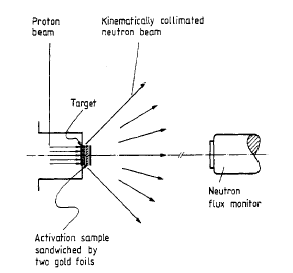 Proton
beam
Kinematically collimated
neutron beam
Target
Neutron
flux monitor
Activation sample
sandwiched by
two gold foils